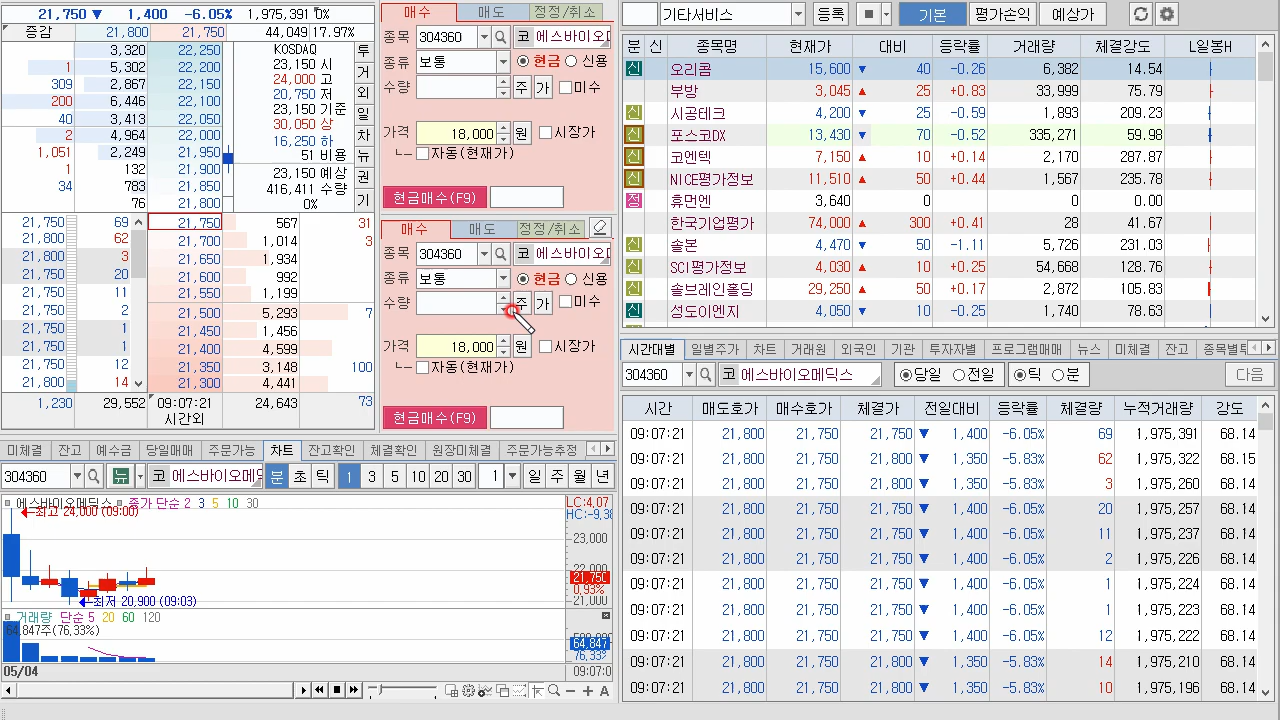 21,750 ▼ 1,400 -6.05% 1,975,391 0%
증감 21,800 21,750 44,049 17.97%
3,320 22,250 KOSDAQ 투
1 5,302 22,200 23,150 시
309 2,667 22,150 24,000 고 거
200 6,446 22,100 20,750 저 외
40 3,413 22,050 23,150 기준 일
2 4,964 22,000 30,050 상 차
1,051 2,249 21,950 16,250 하 뉴
1 132 21,900 51 비용
34 783 21,850 23,150 예상 권
76 21,800 416,411 수량 기
0%
21,750 69 21,750 567 31
21,800 62 21,700 1,014 3
21,800 3 21,650 1,934
21,750 20 21,600 992
21,750 11 21,550 1,199
21,750 2 21,500 5,293 7
21,750 1 21,450 1,456
21,750 1 21,400 4,599
21,750 12 21,350 3,148 100
21,800 14 21,300 4,441
1,230 29,552 09:07:21 24,643 73
시간외
매수 매도 정정/취소
종목 304360 코 에스바이오
종류 보통 현금 신용
수량 주 가 미수
가격 18,000 원 시장가
자동(현재가)
현금매수(F9)
매수 매도 정정/취소
종목 304360 코 에스바이오
종류 보통 현금 신용
수량 주 가 미수
가격 18,000 원 시장가
자동(현재가)
현금매수(F9)
미체결 잔고 예수금 당일매매 주문가능 차트 잔고확인 체결확인 원장미체결 주문가능추정
304360 뉴 코 에스바이오메 분 초 틱 1 3 5 10 20 30 1 일 주 월 년
에스바이오메딕스 종가 단순 2 3 5 10 30
최고 24,000 (09:00)
LC:4,07
HC:-9,3
23,000
22,000
21,750
0,93%
21,000
최저 20,900 (09:03)
거래량 단순 5 20 60 120
64,847주(76,33%)
64,847
76,33%
05/04 09:07:0
기타서비스 등록 기본 평가손익 예상가
분 신 종목명 현재가 대비 등락률 거래량 체결강도 L일봉H
신 오리콤 15,600 ▼ 40 -0.26 6,382 14.54
부방 3,045 ▲ 25 +0.83 33,999 75.79
신 시공테크 4,200 ▼ 25 -0.59 1,893 209.23
신 포스코DX 13,430 ▼ 70 -0.52 335,271 59.98
신 코엔텍 7,150 ▲ 10 +0.14 2,170 287.87
신 NICE평가정보 11,510 ▲ 50 +0.44 1,567 235.78
정 휴먼엔 3,640 0 0 0.00
한국기업평가 74,000 ▲ 300 +0.41 28 41.67
신 솔본 4,470 ▼ 50 -1.11 5,726 231.03
신 SCI평가정보 4,030 ▲ 10 +0.25 54,668 128.76
신 솔브레인홀딩 29,250 ▲ 50 +0.17 2,872 105.83
신 성도이엔지 4,050 ▼ 10 -0.25 1,740 78.63
시간대별 일별주가 차트 거래원 외국인 기관 투자자별 프로그램매매 뉴스 미체결 잔고 종목별투
304360 코 에스바이오메딕스 당일 전일 틱 분 다음
시간 매도호가 매수호가 체결가 전일대비 등락률 체결량 누적거래량 강도
09:07:21 21,800 21,750 21,750 ▼ 1,400 -6.05% 69 1,975,391 68.14
09:07:21 21,800 21,750 21,800 ▼ 1,350 -5.83% 62 1,975,322 68.15
09:07:21 21,800 21,750 21,800 ▼ 1,350 -5.83% 3 1,975,260 68.14
09:07:21 21,800 21,750 21,750 ▼ 1,400 -6.05% 20 1,975,257 68.14
09:07:21 21,800 21,750 21,750 ▼ 1,400 -6.05% 11 1,975,237 68.14
09:07:21 21,800 21,750 21,750 ▼ 1,400 -6.05% 2 1,975,226 68.14
09:07:21 21,800 21,750 21,750 ▼ 1,400 -6.05% 1 1,975,224 68.14
09:07:21 21,800 21,750 21,750 ▼ 1,400 -6.05% 1 1,975,223 68.14
09:07:21 21,800 21,750 21,750 ▼ 1,400 -6.05% 12 1,975,222 68.14
09:07:21 21,800 21,750 21,800 ▼ 1,350 -5.83% 14 1,975,210 68.14
09:07:21 21,800 21,750 21,800 ▼ 1,350 -5.83% 10 1,975,196 68.14